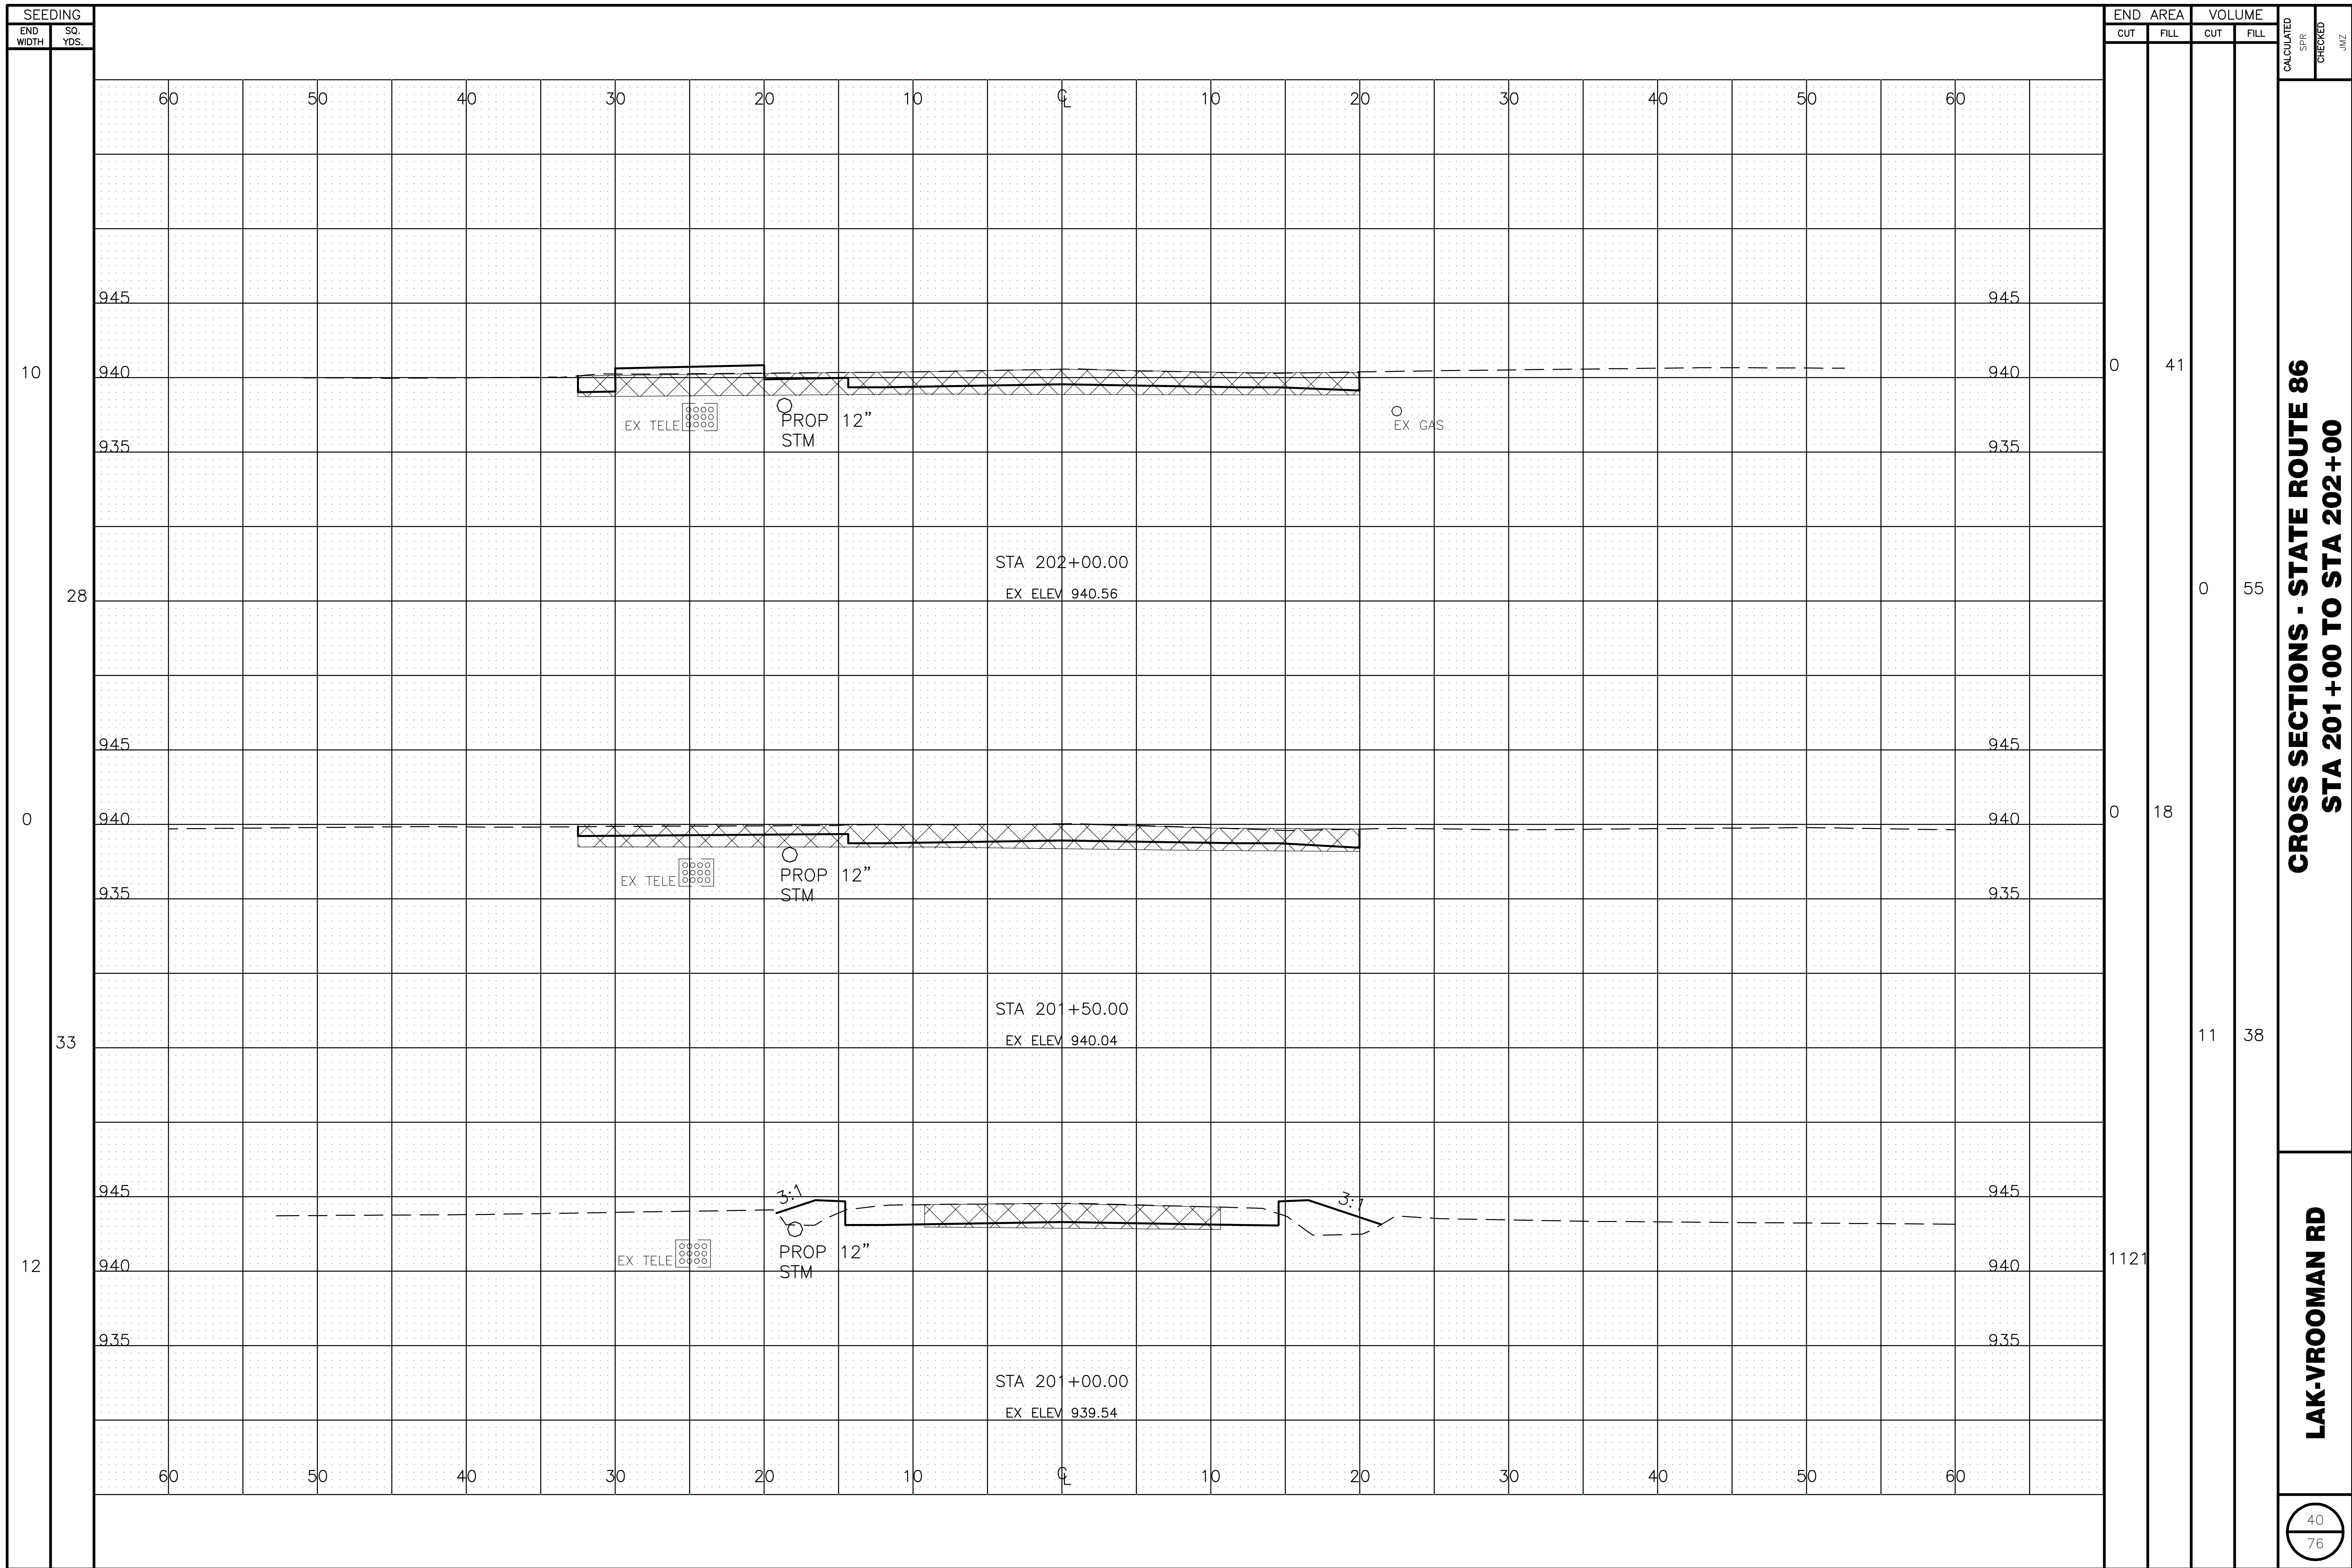 SEEDING
END WIDTH
SQ. YDS.
END AREA
VOLUME
CUT
FILL
CUT
FILL
CALCULATED
SPR
CHECKED
JMZ
60 50 40 30 20 10 ℄ 10 20 30 40 50 60
945 945
10
940 940
0 41
EX TELE
PROP 12”
STM
EX GAS
935 935
STA 202+00.00
EX ELEV 940.56
28
0 55
945 945
0
940 940
0 18
EX TELE
PROP 12”
STM
935 935
STA 201+50.00
EX ELEV 940.04
33
11 38
945 945
3:1
3:1
EX TELE
PROP 12”
STM
12
940 940
1121
935 935
STA 201+00.00
EX ELEV 939.54
60 50 40 30 20 10 ℄ 10 20 30 40 50 60
CROSS SECTIONS - STATE ROUTE 86
STA 201+00 TO STA 202+00
LAK-VROOMAN RD
40
76